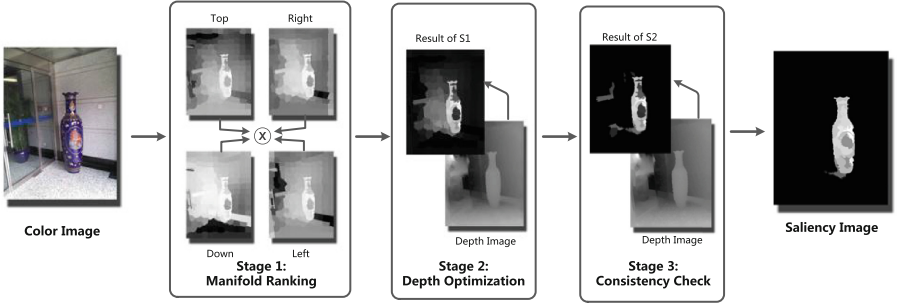 Color Image
Top
Right
X
Down
Left
Stage 1:
Manifold Ranking
Result of S1
Depth Image
Stage 2:
Depth Optimization
Result of S2
Depth Image
Stage 3:
Consistency Check
Saliency Image